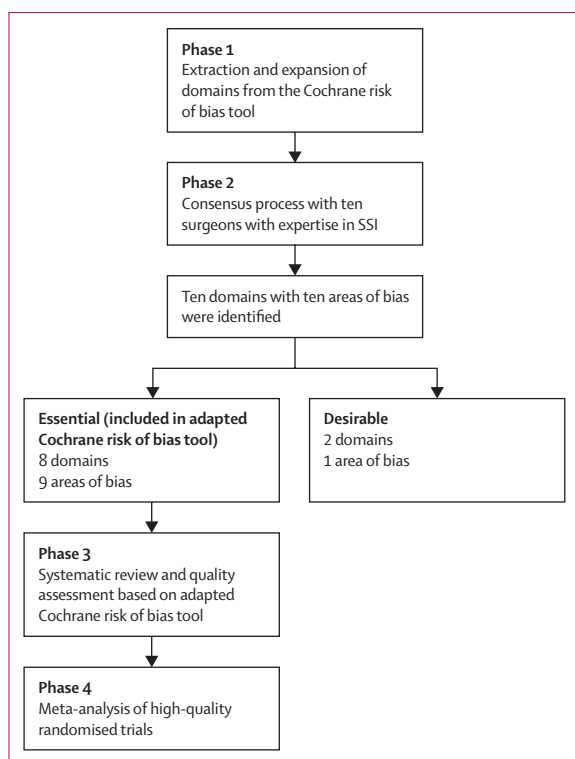 Phase 1
Extraction and expansion of
domains from the Cochrane risk
of bias tool
Phase 2
Consensus process with ten
surgeons with expertise in SSI
Ten domains with ten areas of bias
were identified
Essential (included in adapted
Cochrane risk of bias tool)
8 domains
9 areas of bias
Desirable
2 domains
1 area of bias
Phase 3
Systematic review and quality
assessment based on adapted
Cochrane risk of bias tool
Phase 4
Meta-analysis of high-quality
randomised trials